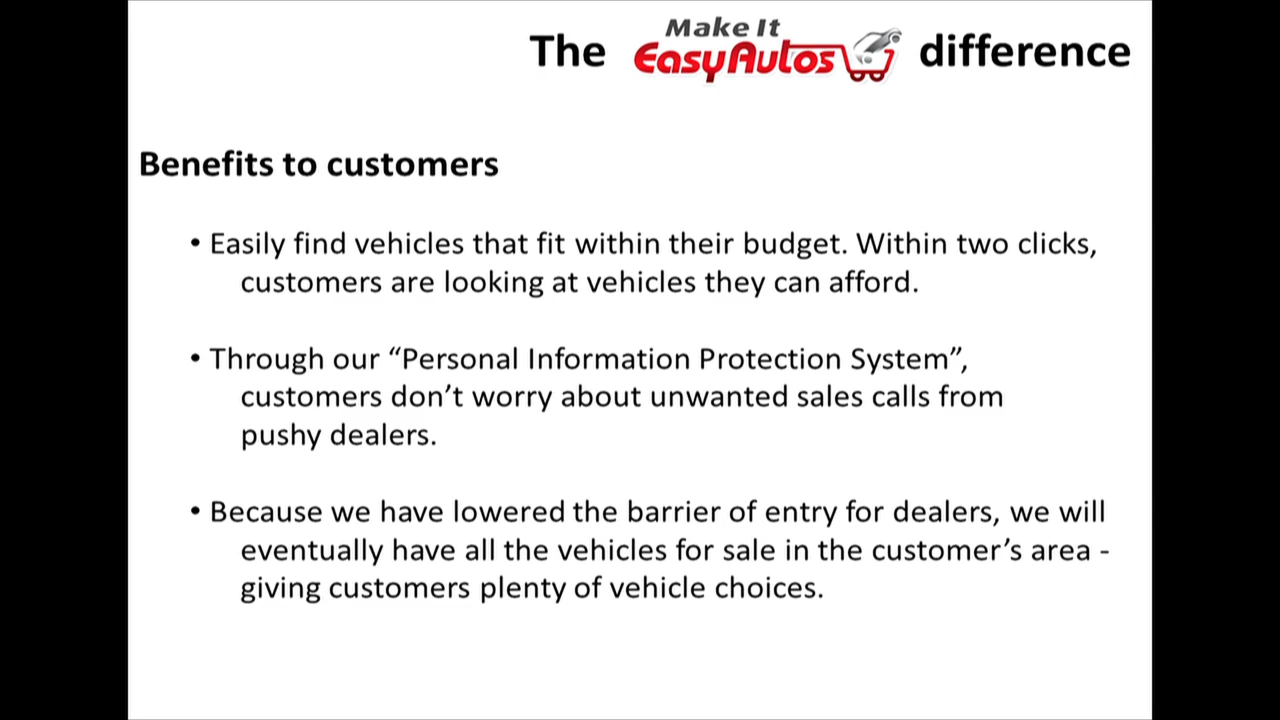 The Make It EasyAutos difference
Benefits to customers
• Easily find vehicles that fit within their budget. Within two clicks,
customers are looking at vehicles they can afford.
• Through our “Personal Information Protection System”,
customers don’t worry about unwanted sales calls from
pushy dealers.
• Because we have lowered the barrier of entry for dealers, we will
eventually have all the vehicles for sale in the customer’s area -
giving customers plenty of vehicle choices.